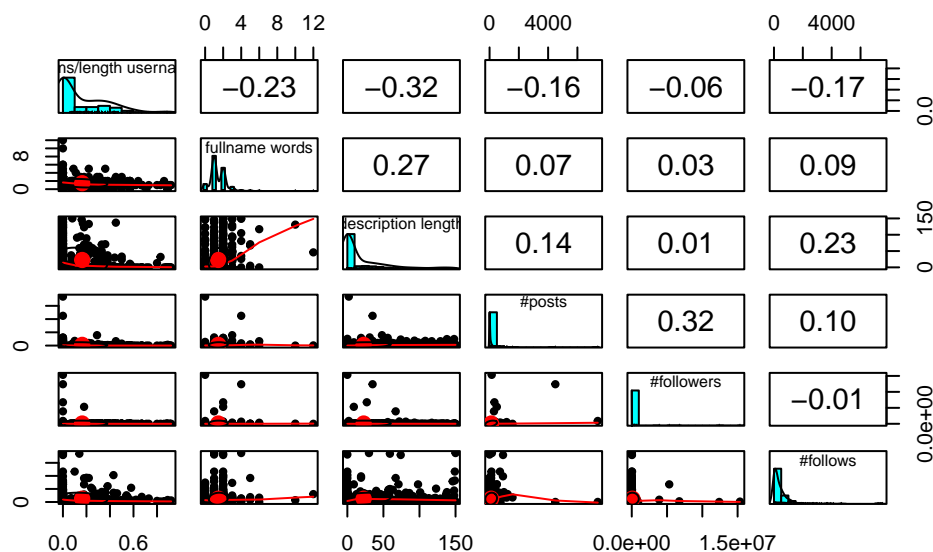 0 4 8 12 0 4000 0 4000
ns/length userna −0.23 −0.32 −0.16 −0.06 −0.17 0.0
0 8 fullname words 0.27 0.07 0.03 0.09
description length 0.14 0.01 0.23 0 150
0 #posts 0.32 0.10
#followers −0.01 0.0e+00
0 #follows
0.0 0.6 0 50 150 0.0e+00 1.5e+07